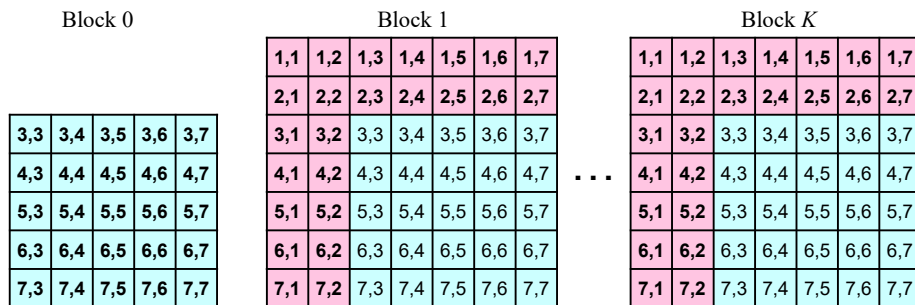 Block 0 Block 1 Block K
1,1 1,2 1,3 1,4 1,5 1,6 1,7 1,1 1,2 1,3 1,4 1,5 1,6 1,7
2,1 2,2 2,3 2,4 2,5 2,6 2,7 2,1 2,2 2,3 2,4 2,5 2,6 2,7
3,3 3,4 3,5 3,6 3,7 3,1 3,2 3,3 3,4 3,5 3,6 3,7 3,1 3,2 3,3 3,4 3,5 3,6 3,7
4,3 4,4 4,5 4,6 4,7 4,1 4,2 4,3 4,4 4,5 4,6 4,7 ... 4,1 4,2 4,3 4,4 4,5 4,6 4,7
5,3 5,4 5,5 5,6 5,7 5,1 5,2 5,3 5,4 5,5 5,6 5,7 5,1 5,2 5,3 5,4 5,5 5,6 5,7
6,3 6,4 6,5 6,6 6,7 6,1 6,2 6,3 6,4 6,5 6,6 6,7 6,1 6,2 6,3 6,4 6,5 6,6 6,7
7,3 7,4 7,5 7,6 7,7 7,1 7,2 7,3 7,4 7,5 7,6 7,7 7,1 7,2 7,3 7,4 7,5 7,6 7,7